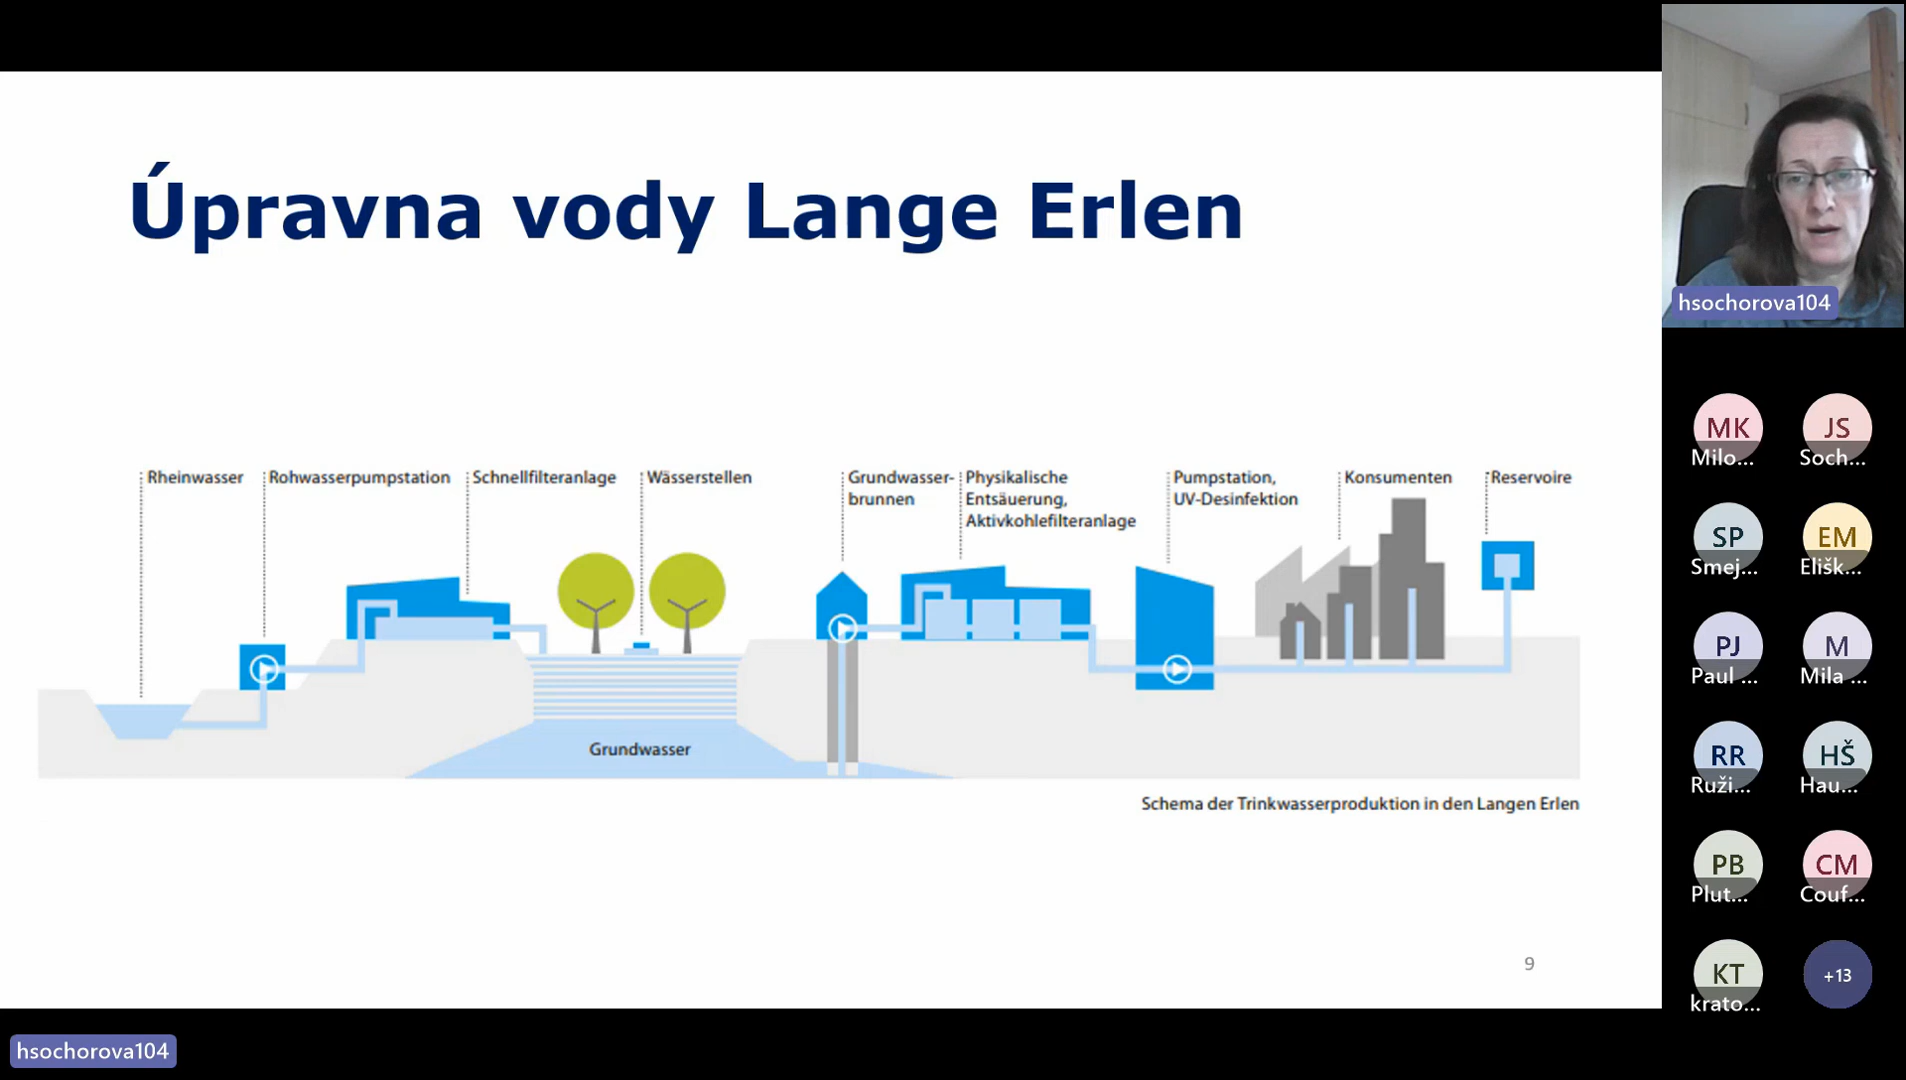 Úpravna vody Lange Erlen
Rheinwasser
Rohwasserpumpstation
Schnellfilteranlage
Wässerstellen
Grundwasser-
brunnen
Physikalische
Entsäuerung,
Aktivkohlefilteranlage
Pumpstation,
UV-Desinfektion
Konsumenten
Reservoire
Grundwasser
Schema der Trinkwasserproduktion in den Langen Erlen
9
hsochorova104
hsochorova104
MK
Milo...
JS
Soch...
SP
Smej...
EM
Elišk...
PJ
Paul ...
M
Mila ...
RR
Ruži...
HŠ
Hau...
PB
Plut...
CM
Couf...
KT
krato...
+13